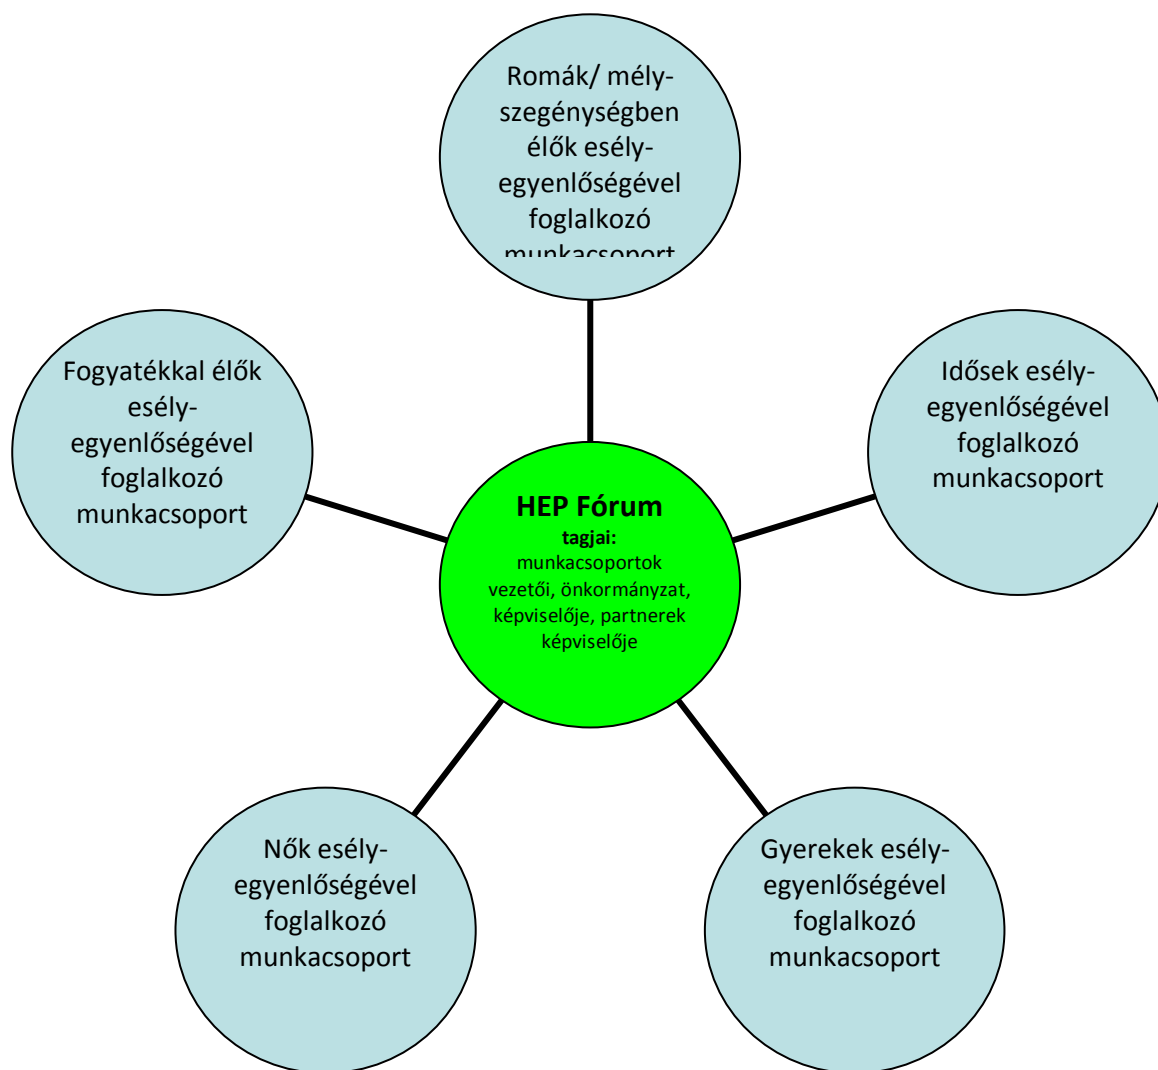 Romák/ mély-
szegénységben
élők esély-
egyenlőségével
foglalkozó
munkacsoport
Fogyatékkal élők
esély-
egyenlőségével
foglalkozó
munkacsoport
Idősek esély-
egyenlőségével
foglalkozó
munkacsoport
HEP Fórum
tagjai:
munkacsoportok
vezetői, önkormányzat,
képviselője, partnerek
képviselője
Nők esély-
egyenlőségével
foglalkozó
munkacsoport
Gyerekek esély-
egyenlőségével
foglalkozó
munkacsoport